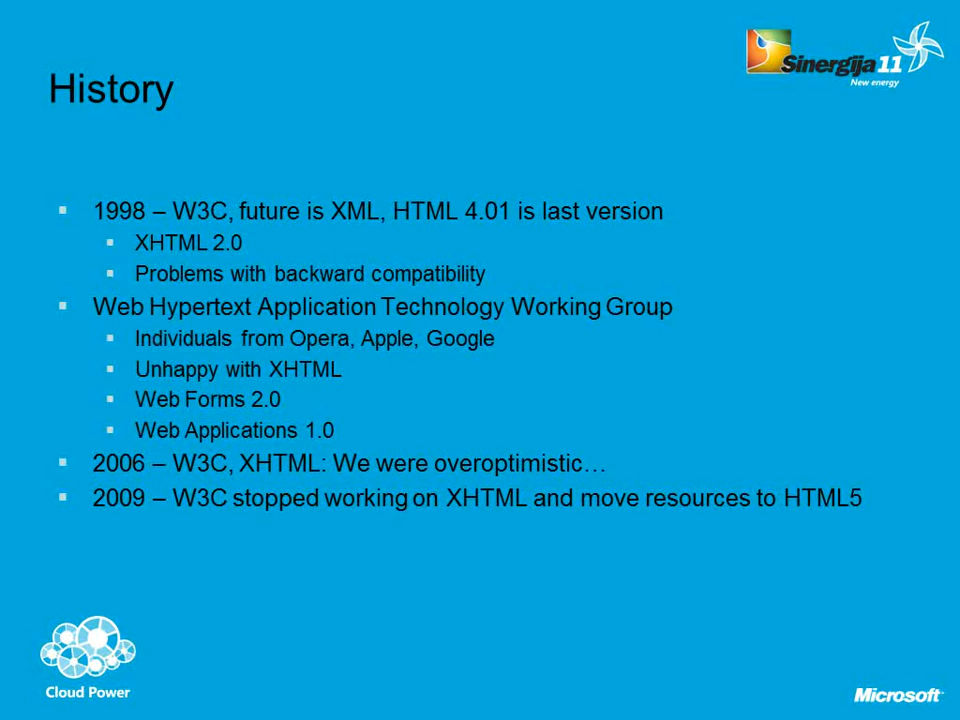 Sinergija 11
New energy
History
1998 – W3C, future is XML, HTML 4.01 is last version
XHTML 2.0
Problems with backward compatibility
Web Hypertext Application Technology Working Group
Individuals from Opera, Apple, Google
Unhappy with XHTML
Web Forms 2.0
Web Applications 1.0
2006 – W3C, XHTML: We were overoptimistic…
2009 – W3C stopped working on XHTML and move resources to HTML5
Cloud Power
Microsoft